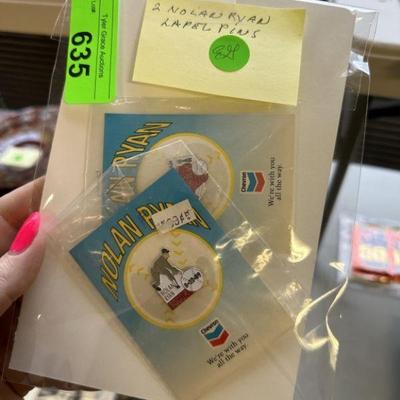 Lot
Tyler Grace Auctions
635
2 NOLAN RYAN
LAPEL PINS
NOLAN RYAN
Chevron
We're with you
all the way.
NOLAN RYAN
Chevron
We're with you
all the way.